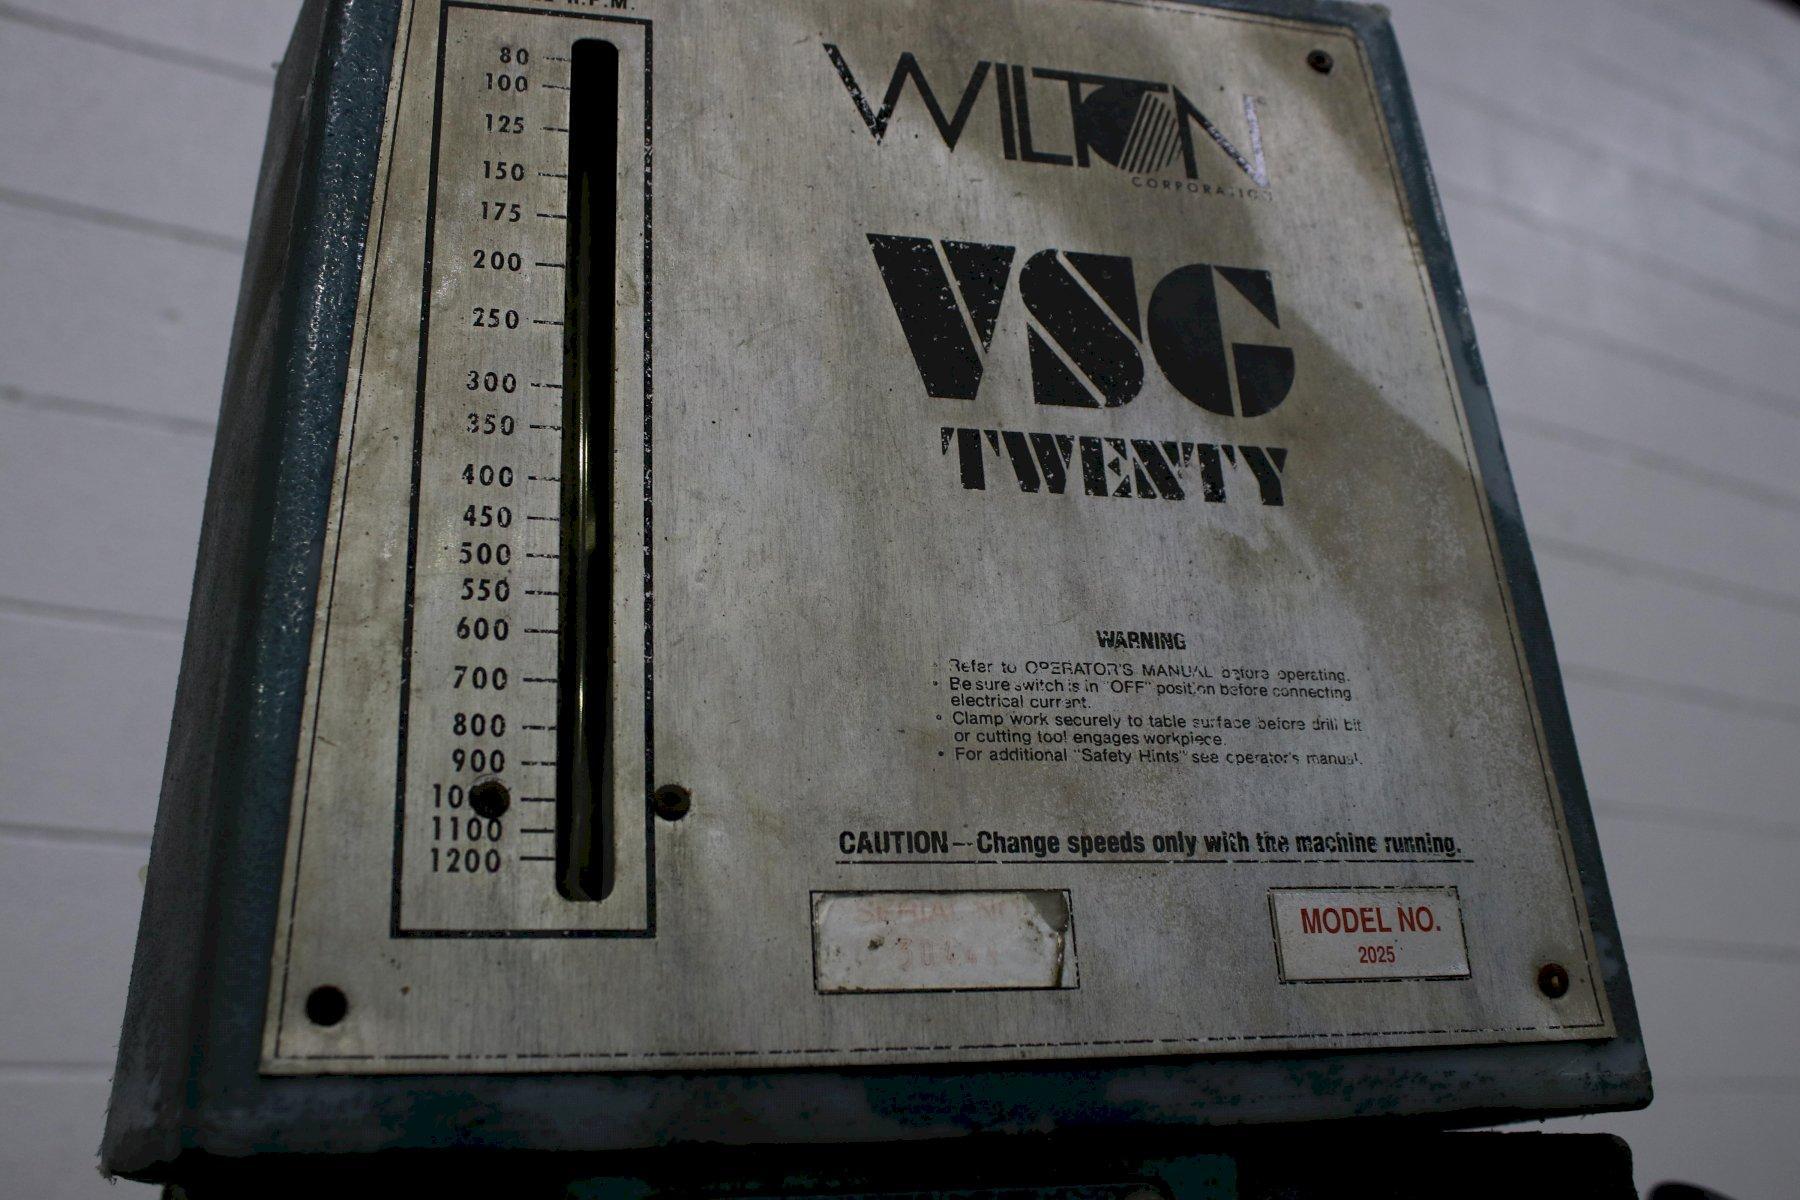 R.P.M.
80
100
125
150
175
200
250
300
350
400
450
500
550
600
700
800
900
10
1100
1200
WILTON
CORPORATION
VSG
TWENTY
WARNING
• Refer to OPERATOR'S MANUAL before operating.
• Be sure switch is in "OFF" position before connecting
electrical current.
• Clamp work securely to table surface before drill bit
or cutting tool engages workpiece.
• For additional "Safety Hints" see operator's manual.
CAUTION – Change speeds only with the machine running.
SERIAL NO.
MODEL NO.
2025